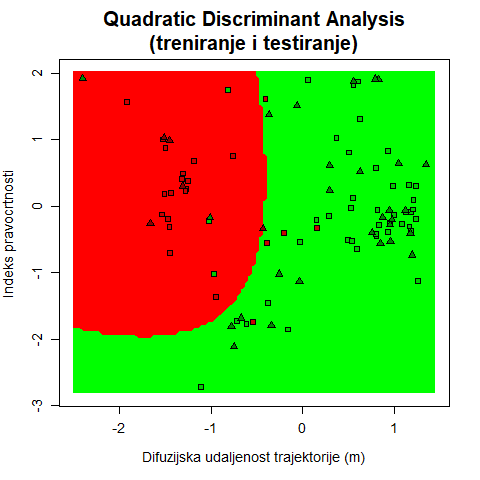 Quadratic Discriminant Analysis
(treniranje i testiranje)
Indeks pravocrtnosti
2
1
0
-1
-2
-3
-2
-1
0
1
Difuzijska udaljenost trajektorije (m)